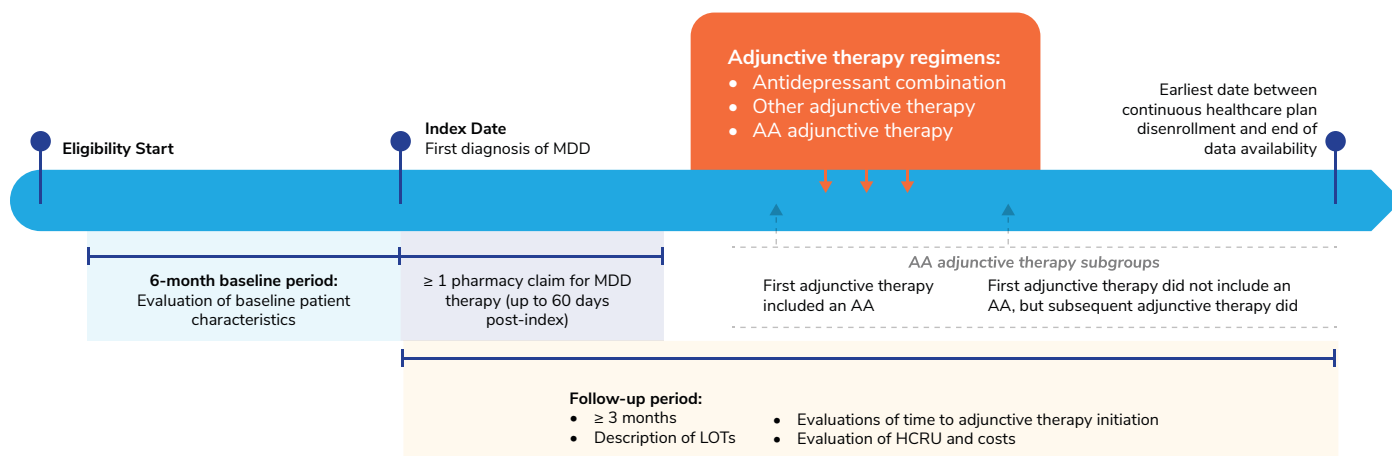 Adjunctive therapy regimens:
• Antidepressant combination
• Other adjunctive therapy
• AA adjunctive therapy
Earliest date between
continuous healthcare plan
disenrollment and end of
data availability
Eligibility Start
Index Date
First diagnosis of MDD
6-month baseline period:
Evaluation of baseline patient
characteristics
≥ 1 pharmacy claim for MDD
therapy (up to 60 days
post-index)
AA adjunctive therapy subgroups
First adjunctive therapy
included an AA
First adjunctive therapy did not include an
AA, but subsequent adjunctive therapy did
Follow-up period:
• ≥ 3 months
• Description of LOTs
• Evaluations of time to adjunctive therapy initiation
• Evaluation of HCRU and costs